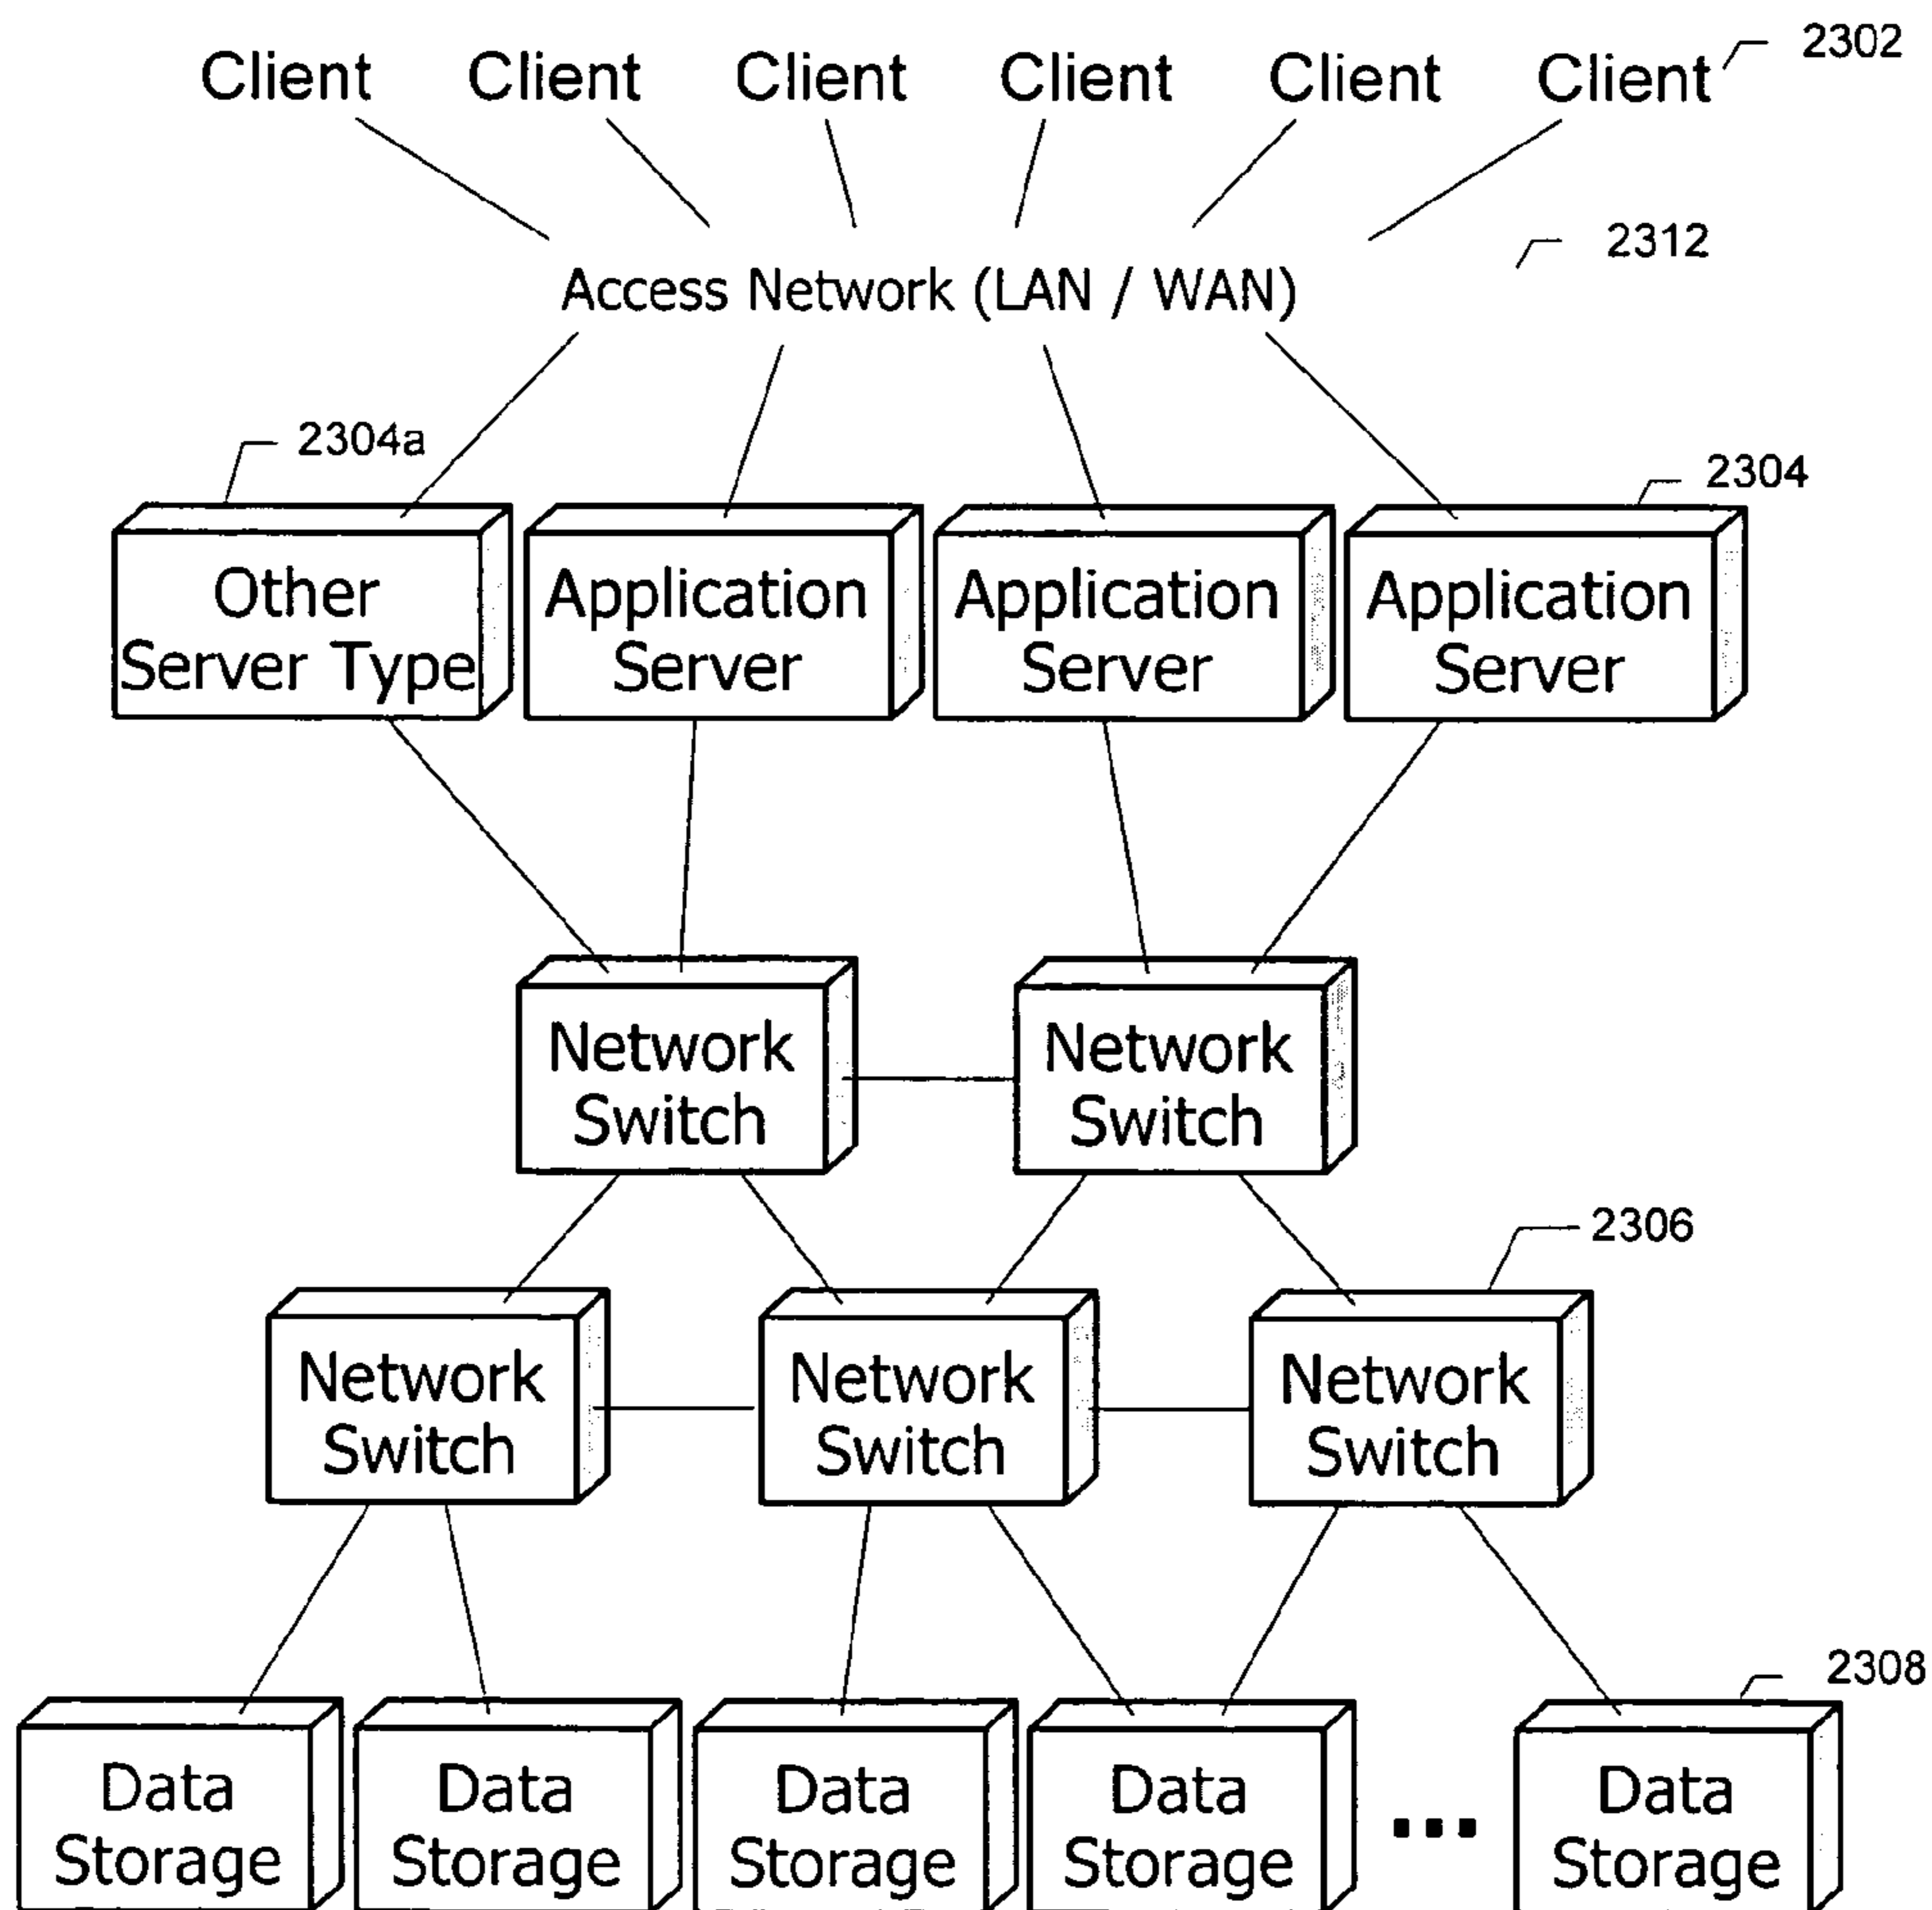 2302
Client Client Client Client Client Client
2312
Access Network (LAN / WAN)
2304a
2304
Other
Server Type
Application
Server
Application
Server
Application
Server
Network
Switch
Network
Switch
2306
Network
Switch
Network
Switch
Network
Switch
2308
Data
Storage
Data
Storage
Data
Storage
Data
Storage
...
Data
Storage